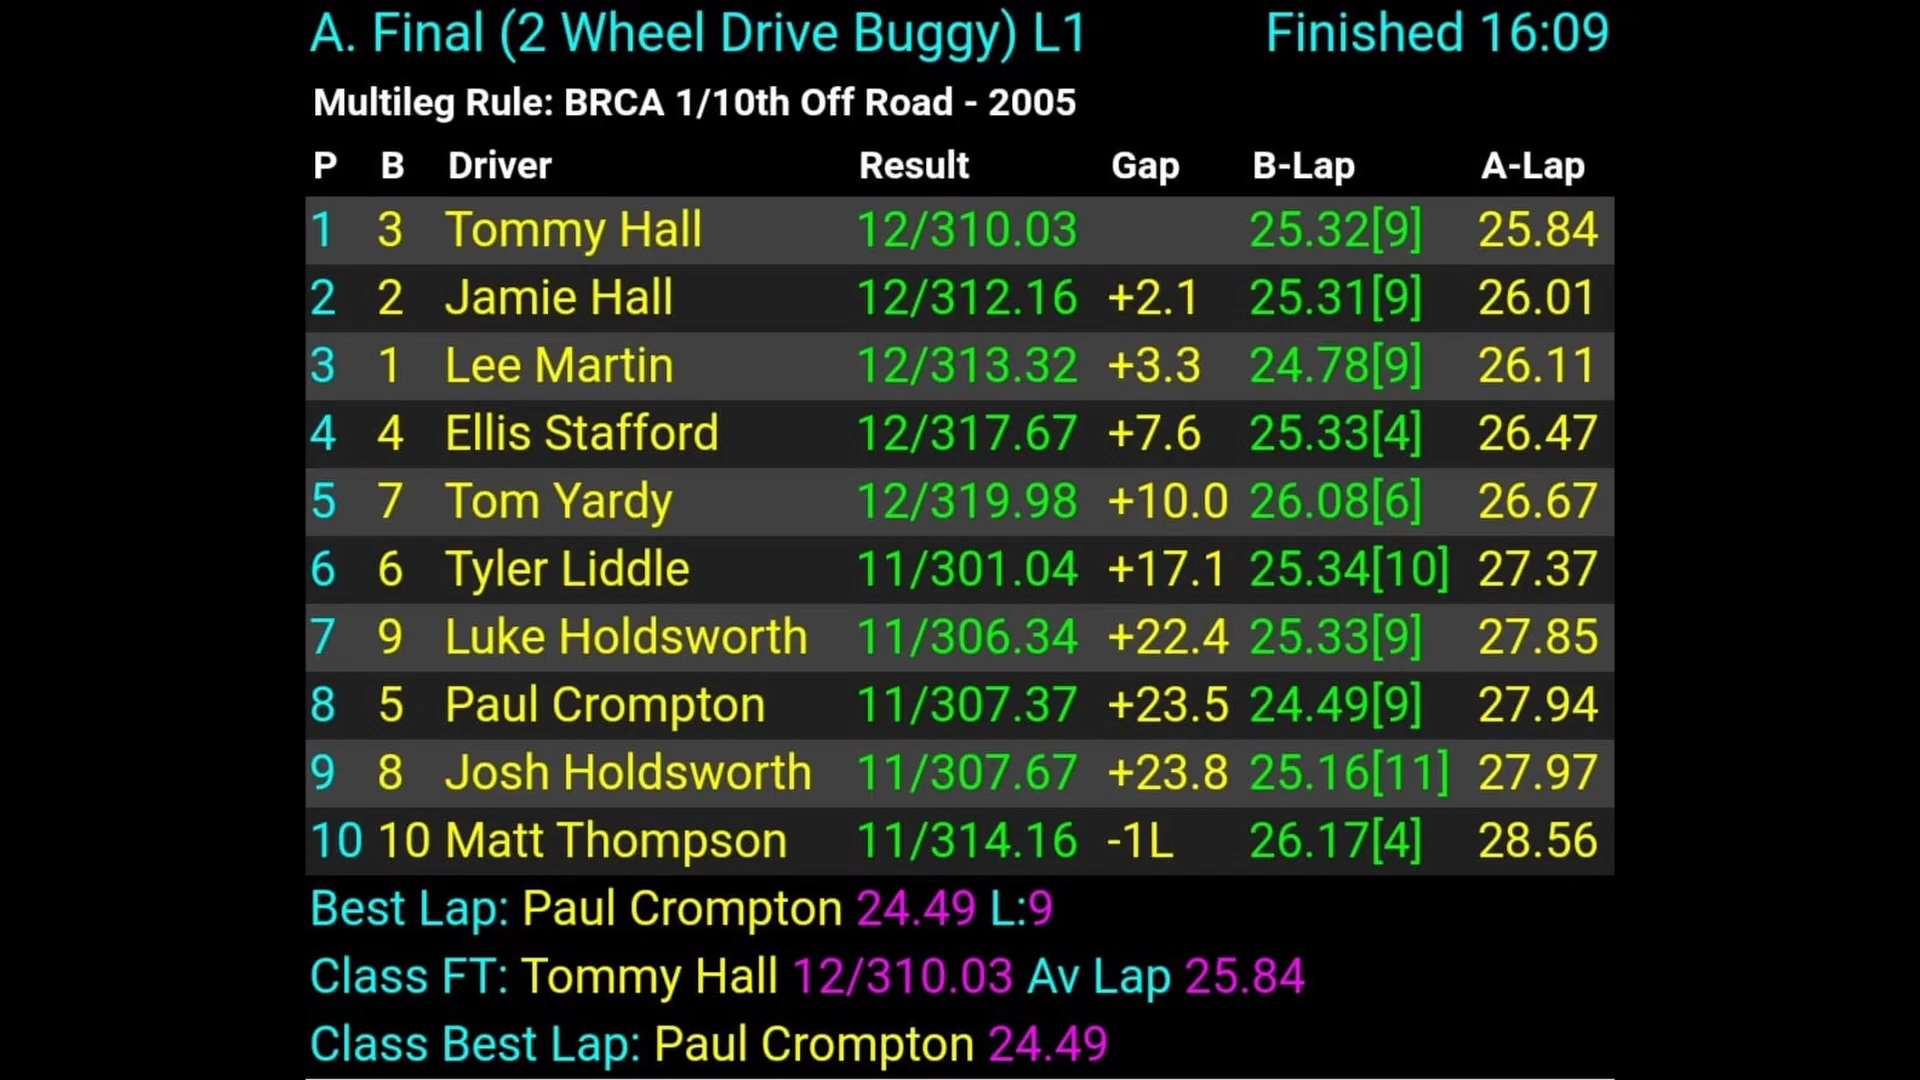 A. Final (2 Wheel Drive Buggy) L1 Finished 16:09
Multileg Rule: BRCA 1/10th Off Road - 2005
P B Driver Result Gap B-Lap A-Lap
1 3 Tommy Hall 12/310.03 25.32[9] 25.84
2 2 Jamie Hall 12/312.16 +2.1 25.31[9] 26.01
3 1 Lee Martin 12/313.32 +3.3 24.78[9] 26.11
4 4 Ellis Stafford 12/317.67 +7.6 25.33[4] 26.47
5 7 Tom Yardy 12/319.98 +10.0 26.08[6] 26.67
6 6 Tyler Liddle 11/301.04 +17.1 25.34[10] 27.37
7 9 Luke Holdsworth 11/306.34 +22.4 25.33[9] 27.85
8 5 Paul Crompton 11/307.37 +23.5 24.49[9] 27.94
9 8 Josh Holdsworth 11/307.67 +23.8 25.16[11] 27.97
10 10 Matt Thompson 11/314.16 -1L 26.17[4] 28.56
Best Lap: Paul Crompton 24.49 L:9
Class FT: Tommy Hall 12/310.03 Av Lap 25.84
Class Best Lap: Paul Crompton 24.49